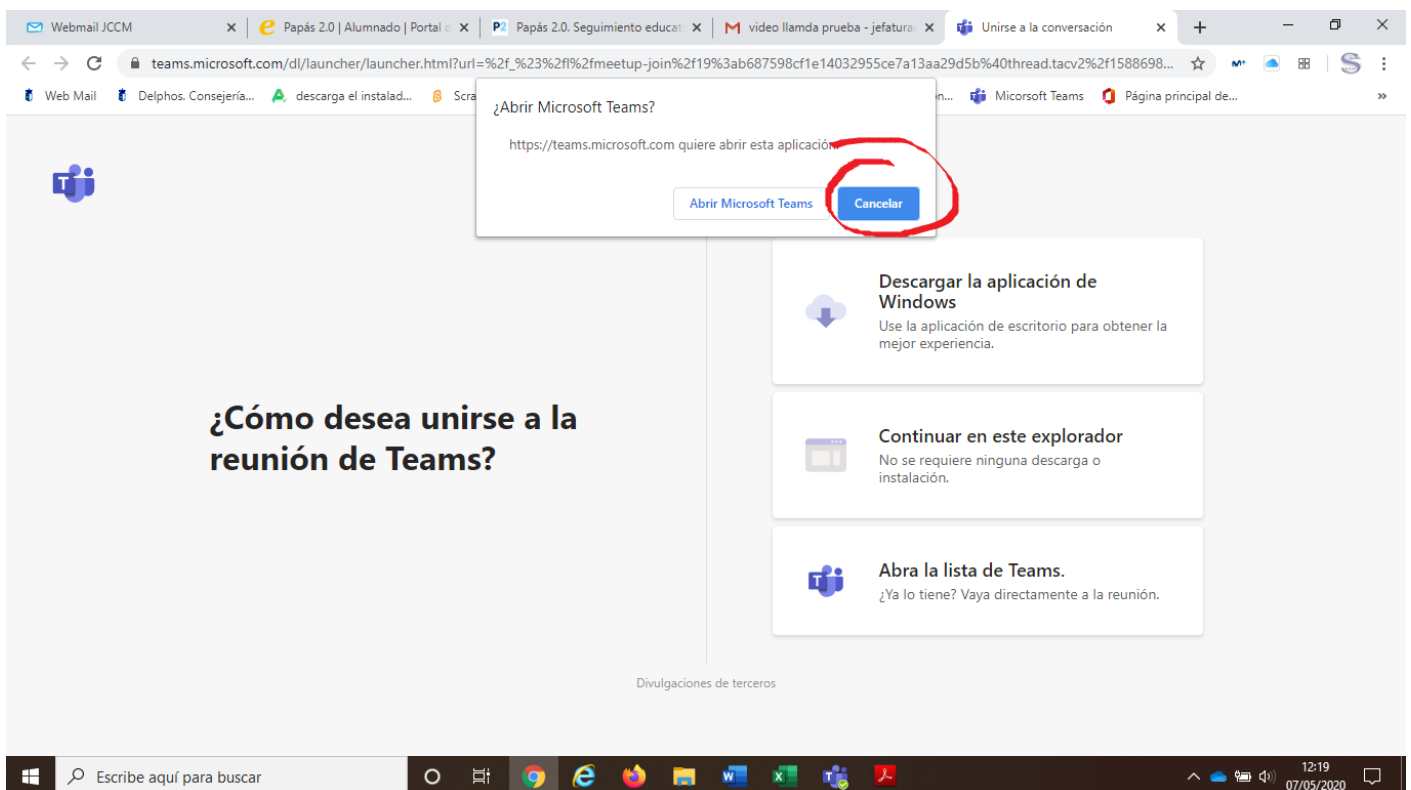 Webmail JCCM
Papás 2.0 | Alumnado | Portal
Papás 2.0. Seguimiento educat
video llamda prueba - jefatura
Unirse a la conversación
teams.microsoft.com/dl/launcher/launcher.html?url=%2f_%23%2fl%2fmeetup-join%2f19%3ab687598cf1e14032955ce7a13aa29d5b%40thread.tacv2%2f1588698...
Web Mail
Delphos. Consejería...
descarga el instalad...
Scra
n...
Micorsoft Teams
Página principal de...
»
¿Abrir Microsoft Teams?
https://teams.microsoft.com quiere abrir esta aplicación.
Abrir Microsoft Teams
Cancelar
¿Cómo desea unirse a la
reunión de Teams?
Descargar la aplicación de
Windows
Use la aplicación de escritorio para obtener la
mejor experiencia.
Continuar en este explorador
No se requiere ninguna descarga o
instalación.
Abra la lista de Teams.
¿Ya lo tiene? Vaya directamente a la reunión.
Divulgaciones de terceros
Escribe aquí para buscar
12:19
07/05/2020